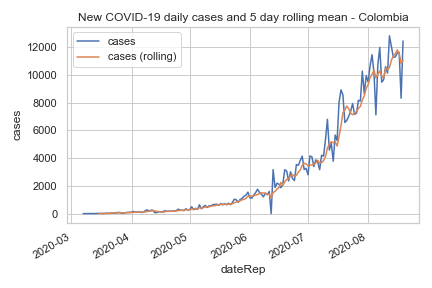 New COVID-19 daily cases and 5 day rolling mean - Colombia
cases
cases (rolling)
12000
10000
8000
6000
4000
2000
0
cases
2020-03
2020-04
2020-05
2020-06
2020-07
2020-08
dateRep